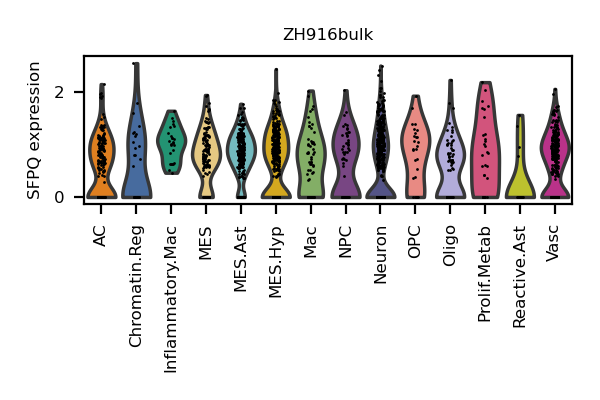 ZH916bulk
SFPQ expression
2
0
AC
Chromatin.Reg
Inflammatory.Mac
MES
MES.Ast
MES.Hyp
Mac
NPC
Neuron
OPC
Oligo
Prolif.Metab
Reactive.Ast
Vasc